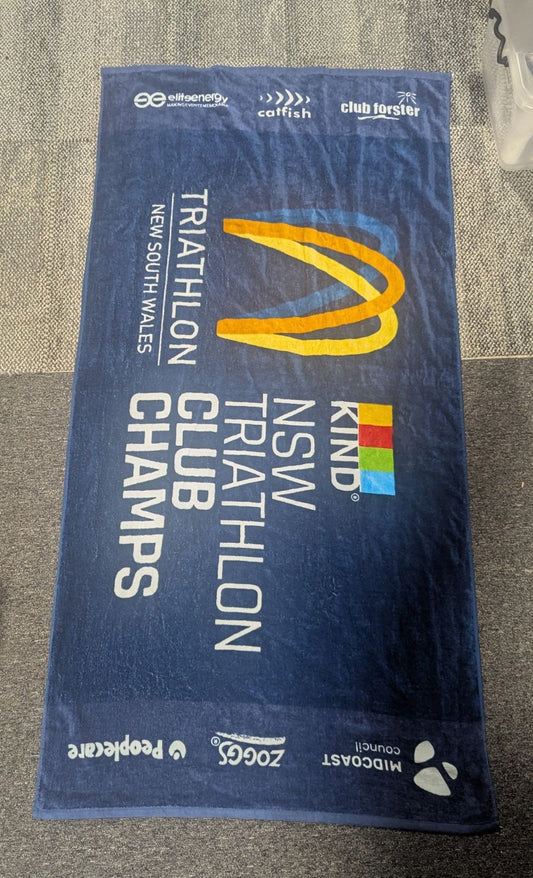 eliteenergy
catfish
club forster
TRIATHLON
NEW SOUTH WALES
KIND®
NSW
TRIATHLON
CLUB
CHAMPS
Peoplecare
ZOGGS®
MIDCOAST
council